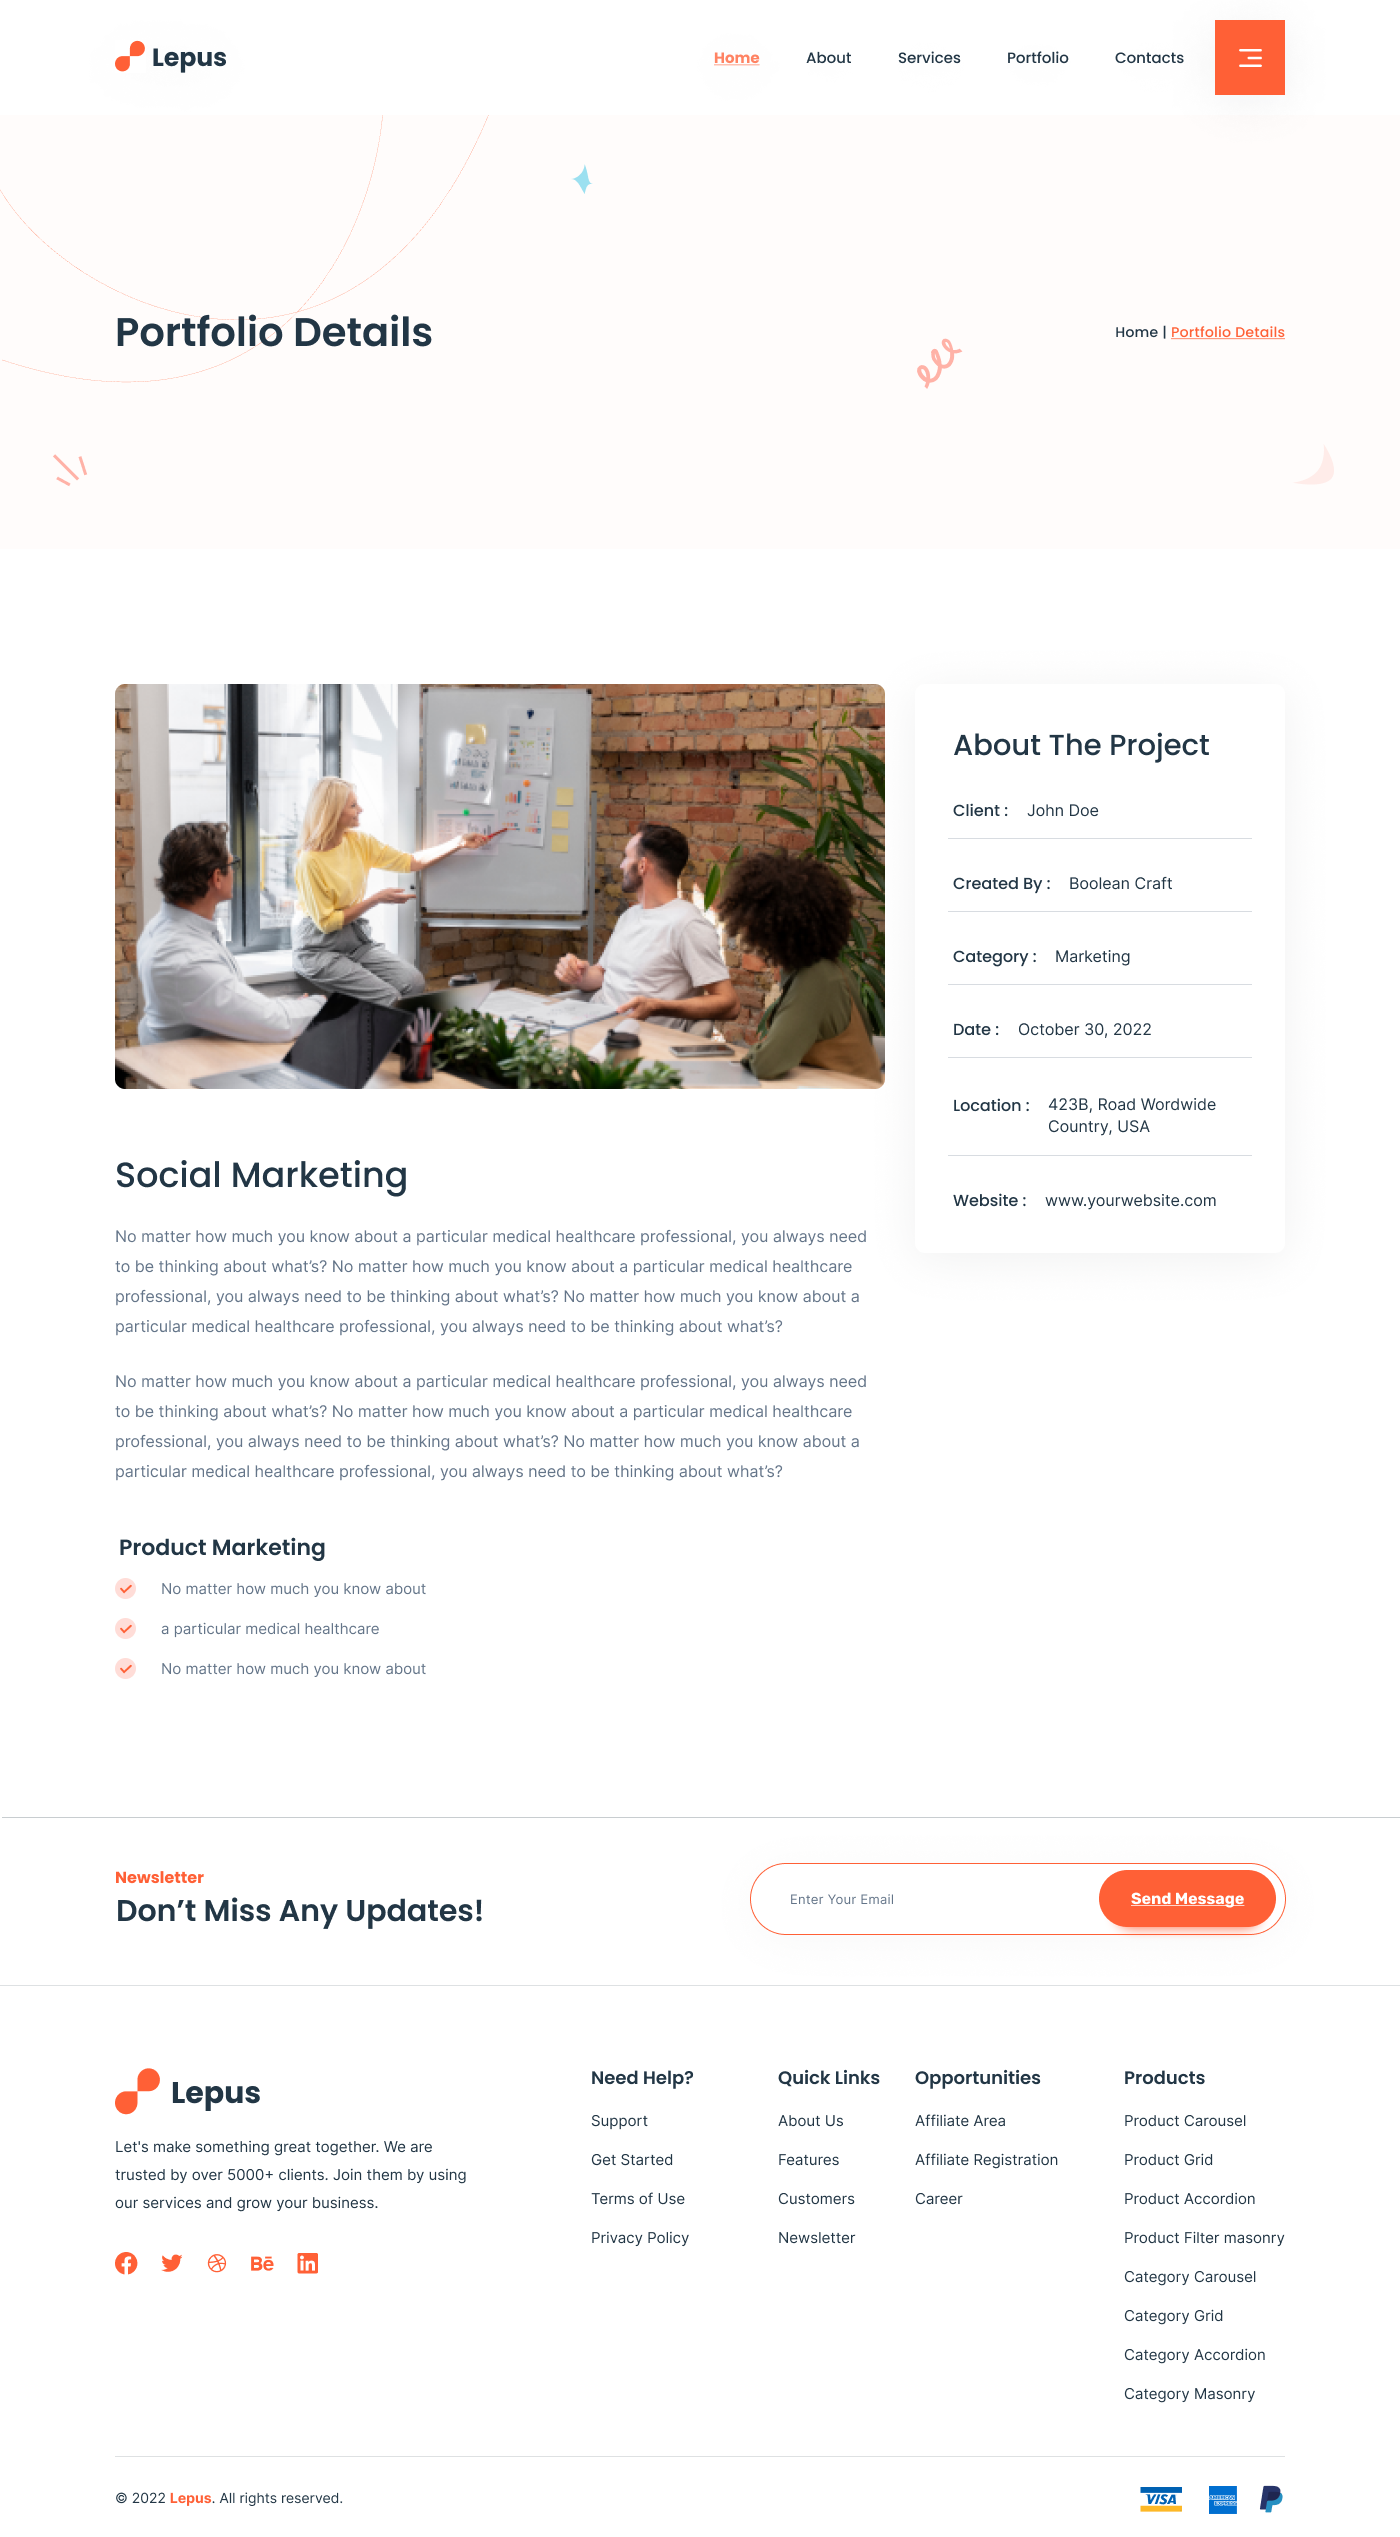 Lepus
Home
About
Services
Portfolio
Contacts
Portfolio Details
Home | Portfolio Details
About The Project
Client : John Doe
Created By : Boolean Craft
Category : Marketing
Date : October 30, 2022
Location : 423B, Road Wordwide
Country, USA
Website : www.yourwebsite.com
Social Marketing
No matter how much you know about a particular medical healthcare professional, you always need
to be thinking about what’s? No matter how much you know about a particular medical healthcare
professional, you always need to be thinking about what’s? No matter how much you know about a
particular medical healthcare professional, you always need to be thinking about what’s?
No matter how much you know about a particular medical healthcare professional, you always need
to be thinking about what’s? No matter how much you know about a particular medical healthcare
professional, you always need to be thinking about what’s? No matter how much you know about a
particular medical healthcare professional, you always need to be thinking about what’s?
Product Marketing
No matter how much you know about
a particular medical healthcare
No matter how much you know about
Newsletter
Don’t Miss Any Updates!
Enter Your Email
Send Message
Lepus
Let's make something great together. We are
trusted by over 5000+ clients. Join them by using
our services and grow your business.
Bē
in
Need Help?
Support
Get Started
Terms of Use
Privacy Policy
Quick Links
About Us
Features
Customers
Newsletter
Opportunities
Affiliate Area
Affiliate Registration
Career
Products
Product Carousel
Product Grid
Product Accordion
Product Filter masonry
Category Carousel
Category Grid
Category Accordion
Category Masonry
© 2022 Lepus. All rights reserved.
VISA
AMERICAN
EXPRESS